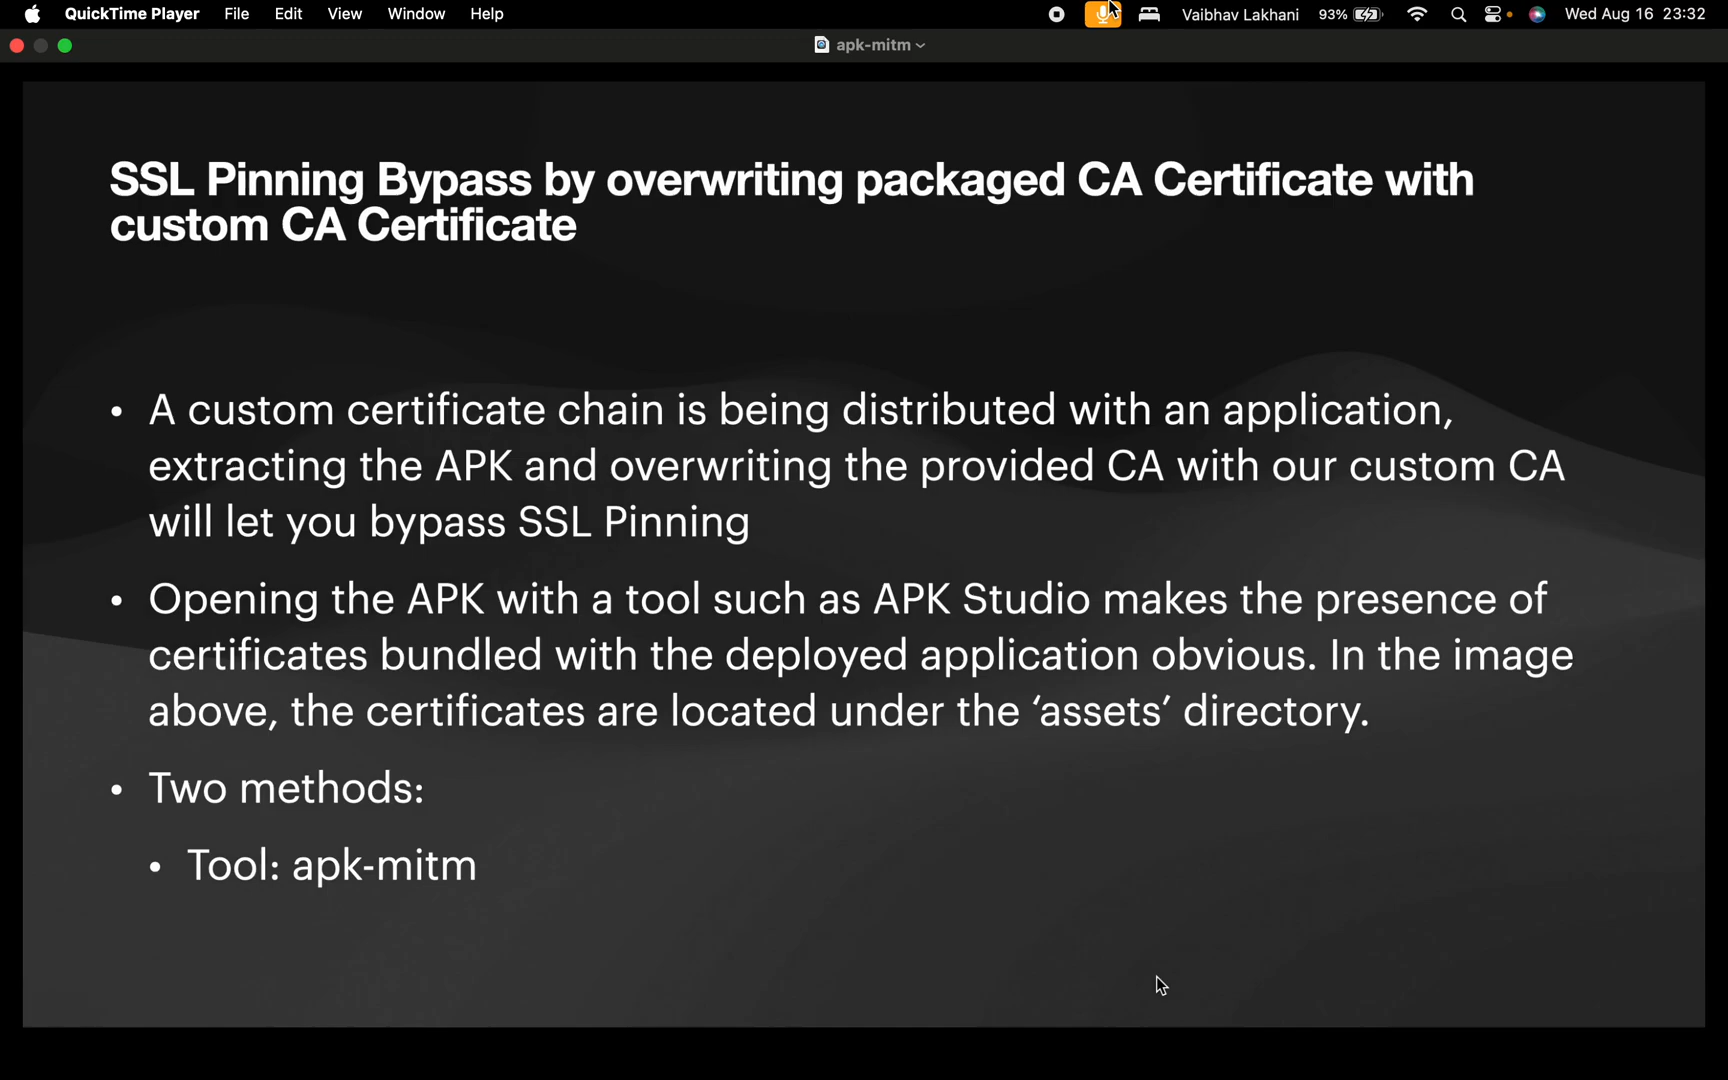 QuickTime Player File Edit View Window Help Vaibhav Lakhani 93% Wed Aug 16 23:32
apk-mitm
SSL Pinning Bypass by overwriting packaged CA Certificate with
custom CA Certificate
• A custom certificate chain is being distributed with an application,
extracting the APK and overwriting the provided CA with our custom CA
will let you bypass SSL Pinning
• Opening the APK with a tool such as APK Studio makes the presence of
certificates bundled with the deployed application obvious. In the image
above, the certificates are located under the ‘assets’ directory.
• Two methods:
• Tool: apk-mitm